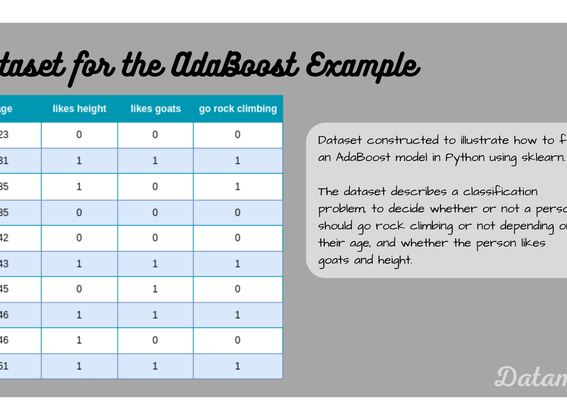 taset for the AdaBoost Example
age likes height likes goats go rock climbing
23 0 0 0
31 1 1 1
35 1 0 1
35 0 0 0
42 0 0 0
43 1 1 1
45 0 1 0
46 1 1 1
46 1 0 0
51 1 1 1
Dataset constructed to illustrate how to f
an AdaBoost model in Python using sklearn.
The dataset describes a classification
problem, to decide whether or not a perso
should go rock climbing or not depending o
their age, and whether the person likes
goats and height.
Datam